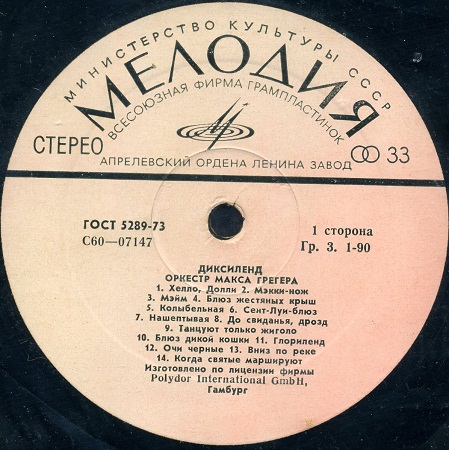 МИНИСТЕРСТВО КУЛЬТУРЫ СССР
МЕЛОДИЯ
ВСЕСОЮЗНАЯ ФИРМА ГРАМПЛАСТИНОК
СТЕРЕО
33
АПРЕЛЕВСКИЙ ОРДЕНА ЛЕНИНА ЗАВОД
ГОСТ 5289-73
С60—07147
1 сторона
Гр. 3. 1-90
ДИКСИЛЕНД
ОРКЕСТР МАКСА ГРЕГЕРА
1. Хелло, Долли 2. Мэкки-нож
3. Мэйм 4. Блюз жестяных крыш
5. Колыбельная 6. Сент-Луи-блюз
7. Нашептывая 8. До свиданья, дрозд
9. Танцуют только жиголо
10. Блюз дикой кошки 11. Глориленд
12. Очи черные 13. Вниз по реке
14. Когда святые маршируют
Изготовлено по лицензии фирмы
Polydor International GmbH,
Гамбург